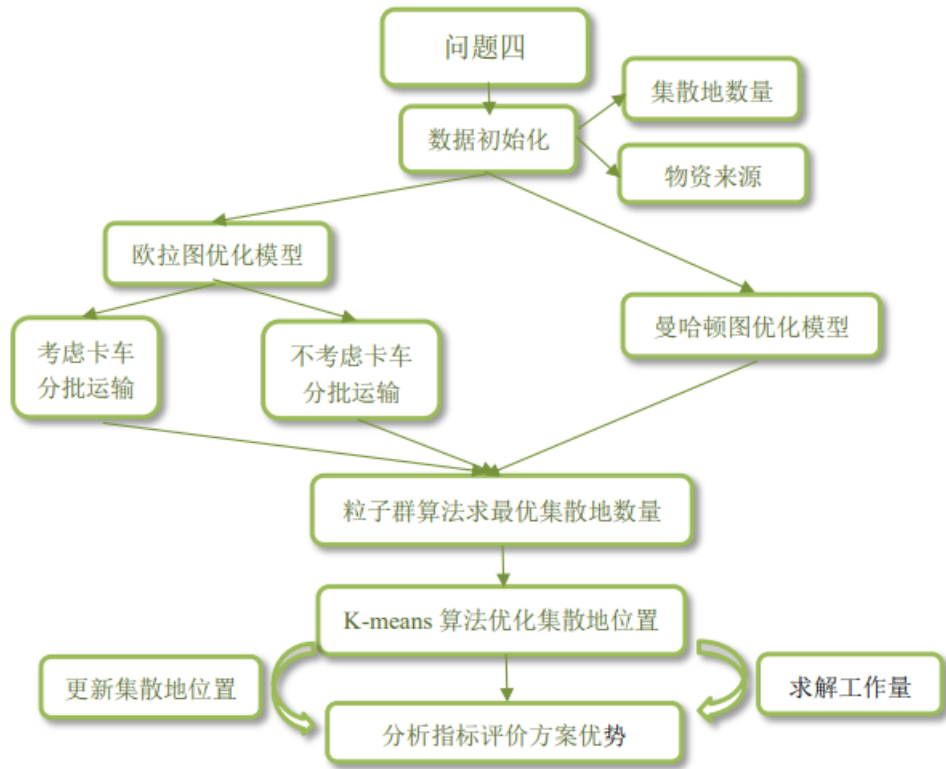 问题四
集散地数量
数据初始化
物资来源
欧拉图优化模型
曼哈顿图优化模型
考虑卡车
分批运输
不考虑卡车
分批运输
粒子群算法求最优集散地数量
K-means 算法优化集散地位置
更新集散地位置
求解工作量
分析指标评价方案优势